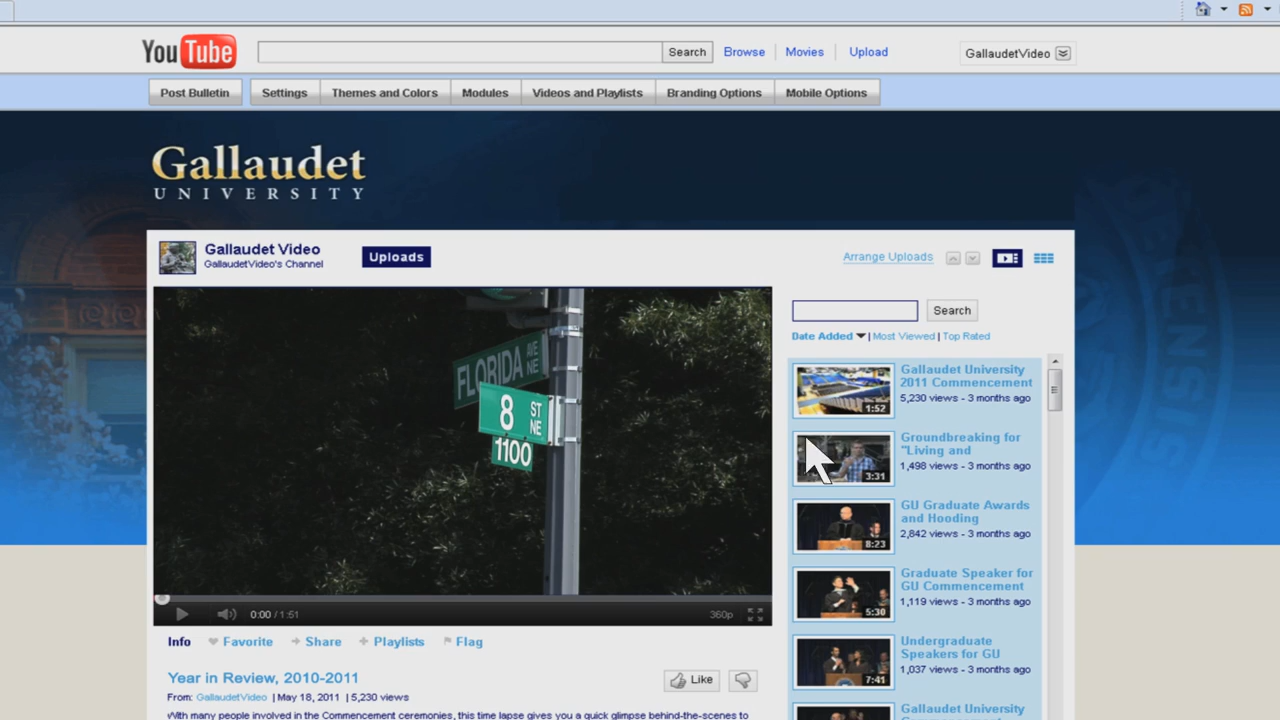 YouTube
Search
Browse
Movies
Upload
GallaudetVideo
Post Bulletin
Settings
Themes and Colors
Modules
Videos and Playlists
Branding Options
Mobile Options
Gallaudet
UNIVERSITY
Gallaudet Video
GallaudetVideo's Channel
Uploads
Arrange Uploads
Search
Date Added | Most Viewed | Top Rated
FLORIDA AVE NE
8 ST NE
1100
0:00 / 1:51
360p
Gallaudet University
2011 Commencement
5,230 views - 3 months ago
1:52
Groundbreaking for
"Living and
1,498 views - 3 months ago
3:31
GU Graduate Awards
and Hooding
2,842 views - 3 months ago
8:23
Graduate Speaker for
GU Commencement
1,119 views - 3 months ago
5:30
Undergraduate
Speakers for GU
1,037 views - 3 months ago
7:41
Gallaudet University
Info
Favorite
Share
Playlists
Flag
Year in Review, 2010-2011
Like
From: GallaudetVideo | May 18, 2011 | 5,230 views
With many people involved in the Commencement ceremonies, this time lapse gives you a quick glimpse behind-the-scenes to